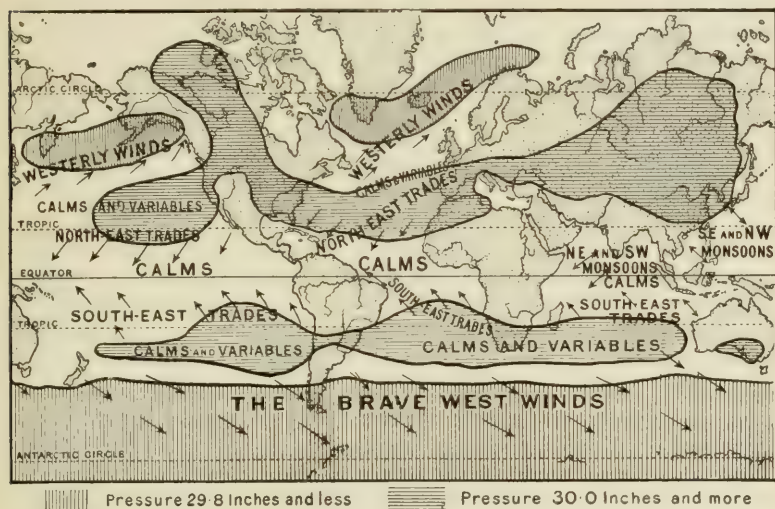 ARCTIC CIRCLE
WESTERLY WINDS
WESTERLY WINDS
CALMS & VARIABLES
CALMS AND VARIABLES
TROPIC
NORTH-EAST TRADES
NORTH-EAST TRADES
SE AND NW
MONSOONS
CALMS
CALMS
NE AND SW
MONSOONS
CALMS
EQUATOR
SOUTH-EAST TRADES
SOUTH-EAST TRADES
SOUTH-EAST
TRADES
TROPIC
CALMS AND VARIABLES
CALMS AND VARIABLES
THE BRAVE WEST WINDS
ANTARCTIC CIRCLE
Pressure 29·8 Inches and less
Pressure 30·0 Inches and more